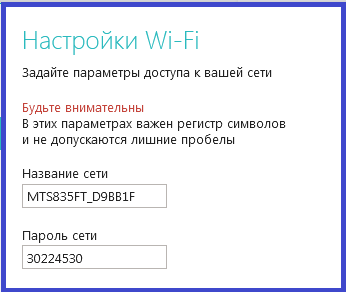 Настройки Wi-Fi
Задайте параметры доступа к вашей сети
Будьте внимательны
В этих параметрах важен регистр символов
и не допускаются лишние пробелы
Название сети
MTS835FT_D9BB1F
Пароль сети
30224530